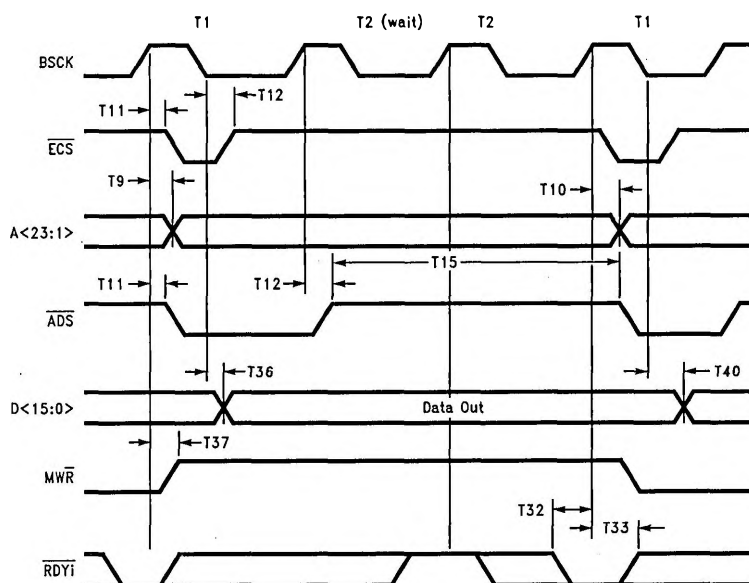 T1 T2 (wait) T2 T1
BSCK
T11 T12
ECS
T9 T10
A<23:1>
T15
T11 T12
ADS
T36 T40
D<15:0> Data Out
T37
MWR
T32 T33
RDYi